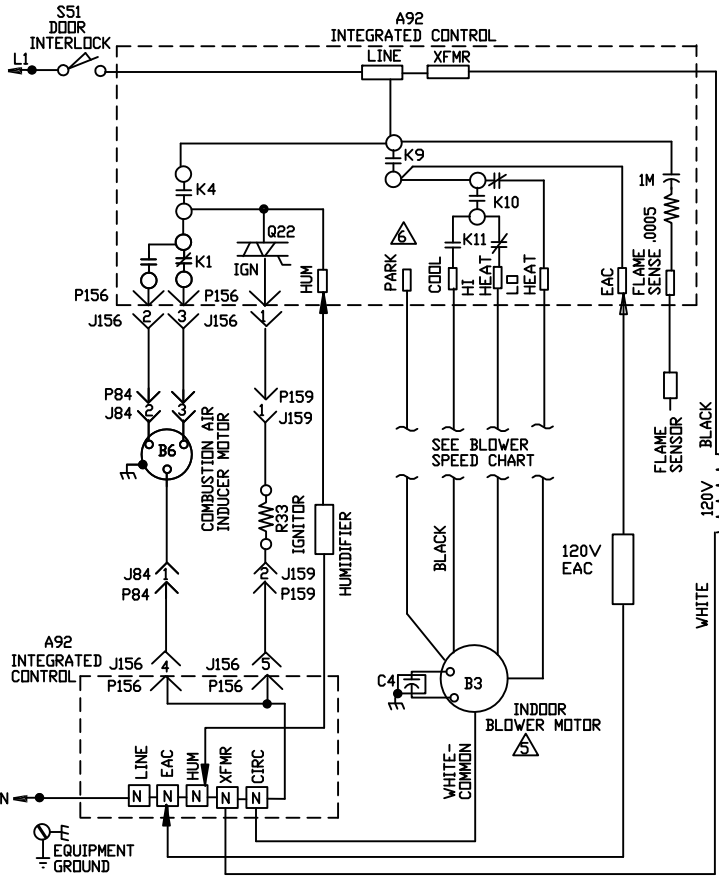 S51
DOOR
INTERLOCK
L1
A92
INTEGRATED CONTROL
LINE
XFMR
K9
K4
K10
K11
K1
Q22
IGN
HUM
6
PARK
COOL
HI
HEAT
LO
HEAT
EAC
1M
.0005
FLAME
SENSE
P156
P156
J156
2
3
J156
1
P84
J84
2
3
P159
1
J159
B6
COMBUSTION AIR
INDUCER MOTOR
R33
IGNITOR
HUMIDIFIER
SEE BLOWER
SPEED CHART
BLACK
FLAME
SENSOR
BLACK
120V
WHITE
120V
EAC
J84
1
P84
2
J159
P159
A92
INTEGRATED
CONTROL
J156
4
P156
J156
5
P156
C4
B3
INDOOR
BLOWER MOTOR
5
WHITE-
COMMON
LINE
EAC
HUM
XFMR
CIRC
N
N
N
N
N
N
EQUIPMENT
GROUND